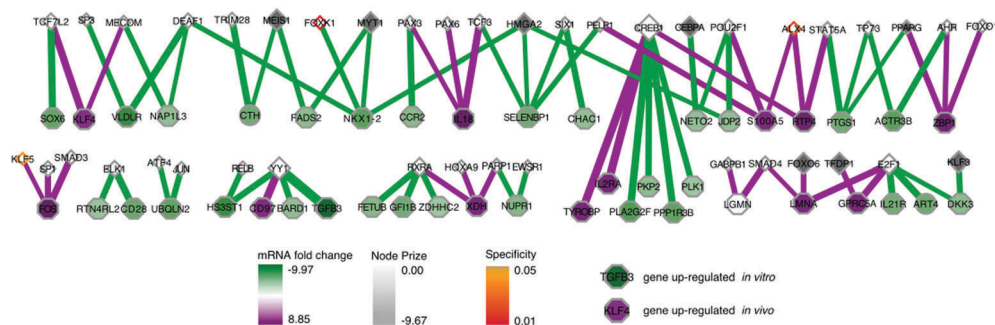 TCF7L2 SP3 MECOM DEAF1 TRIM28 MEIS1 FOXK1 MYT1 PAX3 PAX6 TCF3 HMGA2 SIX1 PELP1 CREB1 CEBPA POU2F1 ALX4 STAT5A TP73 PPARG AHR FOXO1
SOX6 KLF4 VLDLR NAP1L3 CTH FADS2 NKX1-2 CCR2 IL18 SELENBP1 CHAC1 NETO2 JDP2 S100A5 RTP4 PTGS1 ACTR3B ZBP1
KLF5 SP1 SMAD3 ELK1 ATF4 JUN RELB YY1 RXRA HOXA9 PARP1 EWSR1 GABPB1 SMAD4 FOXO6 TFDP1 E2F1 KLF3
IL2RA PKP2 PLK1
FOS RTN4RL2 CD28 UBQLN2 HS3ST1 CD97 BARD1 TGFB3 FETUB GFI1B ZDHHC2 XDH NUPR1 TYROBP PLA2G2F PPP1R3B LGMN LMNA GPRC5A IL21R ART4 DKK3
mRNA fold change Node Prize Specificity
-9.97 0.00 0.05
8.85 -9.67 0.01
TGFB3 gene up-regulated in vitro
KLF4 gene up-regulated in vivo